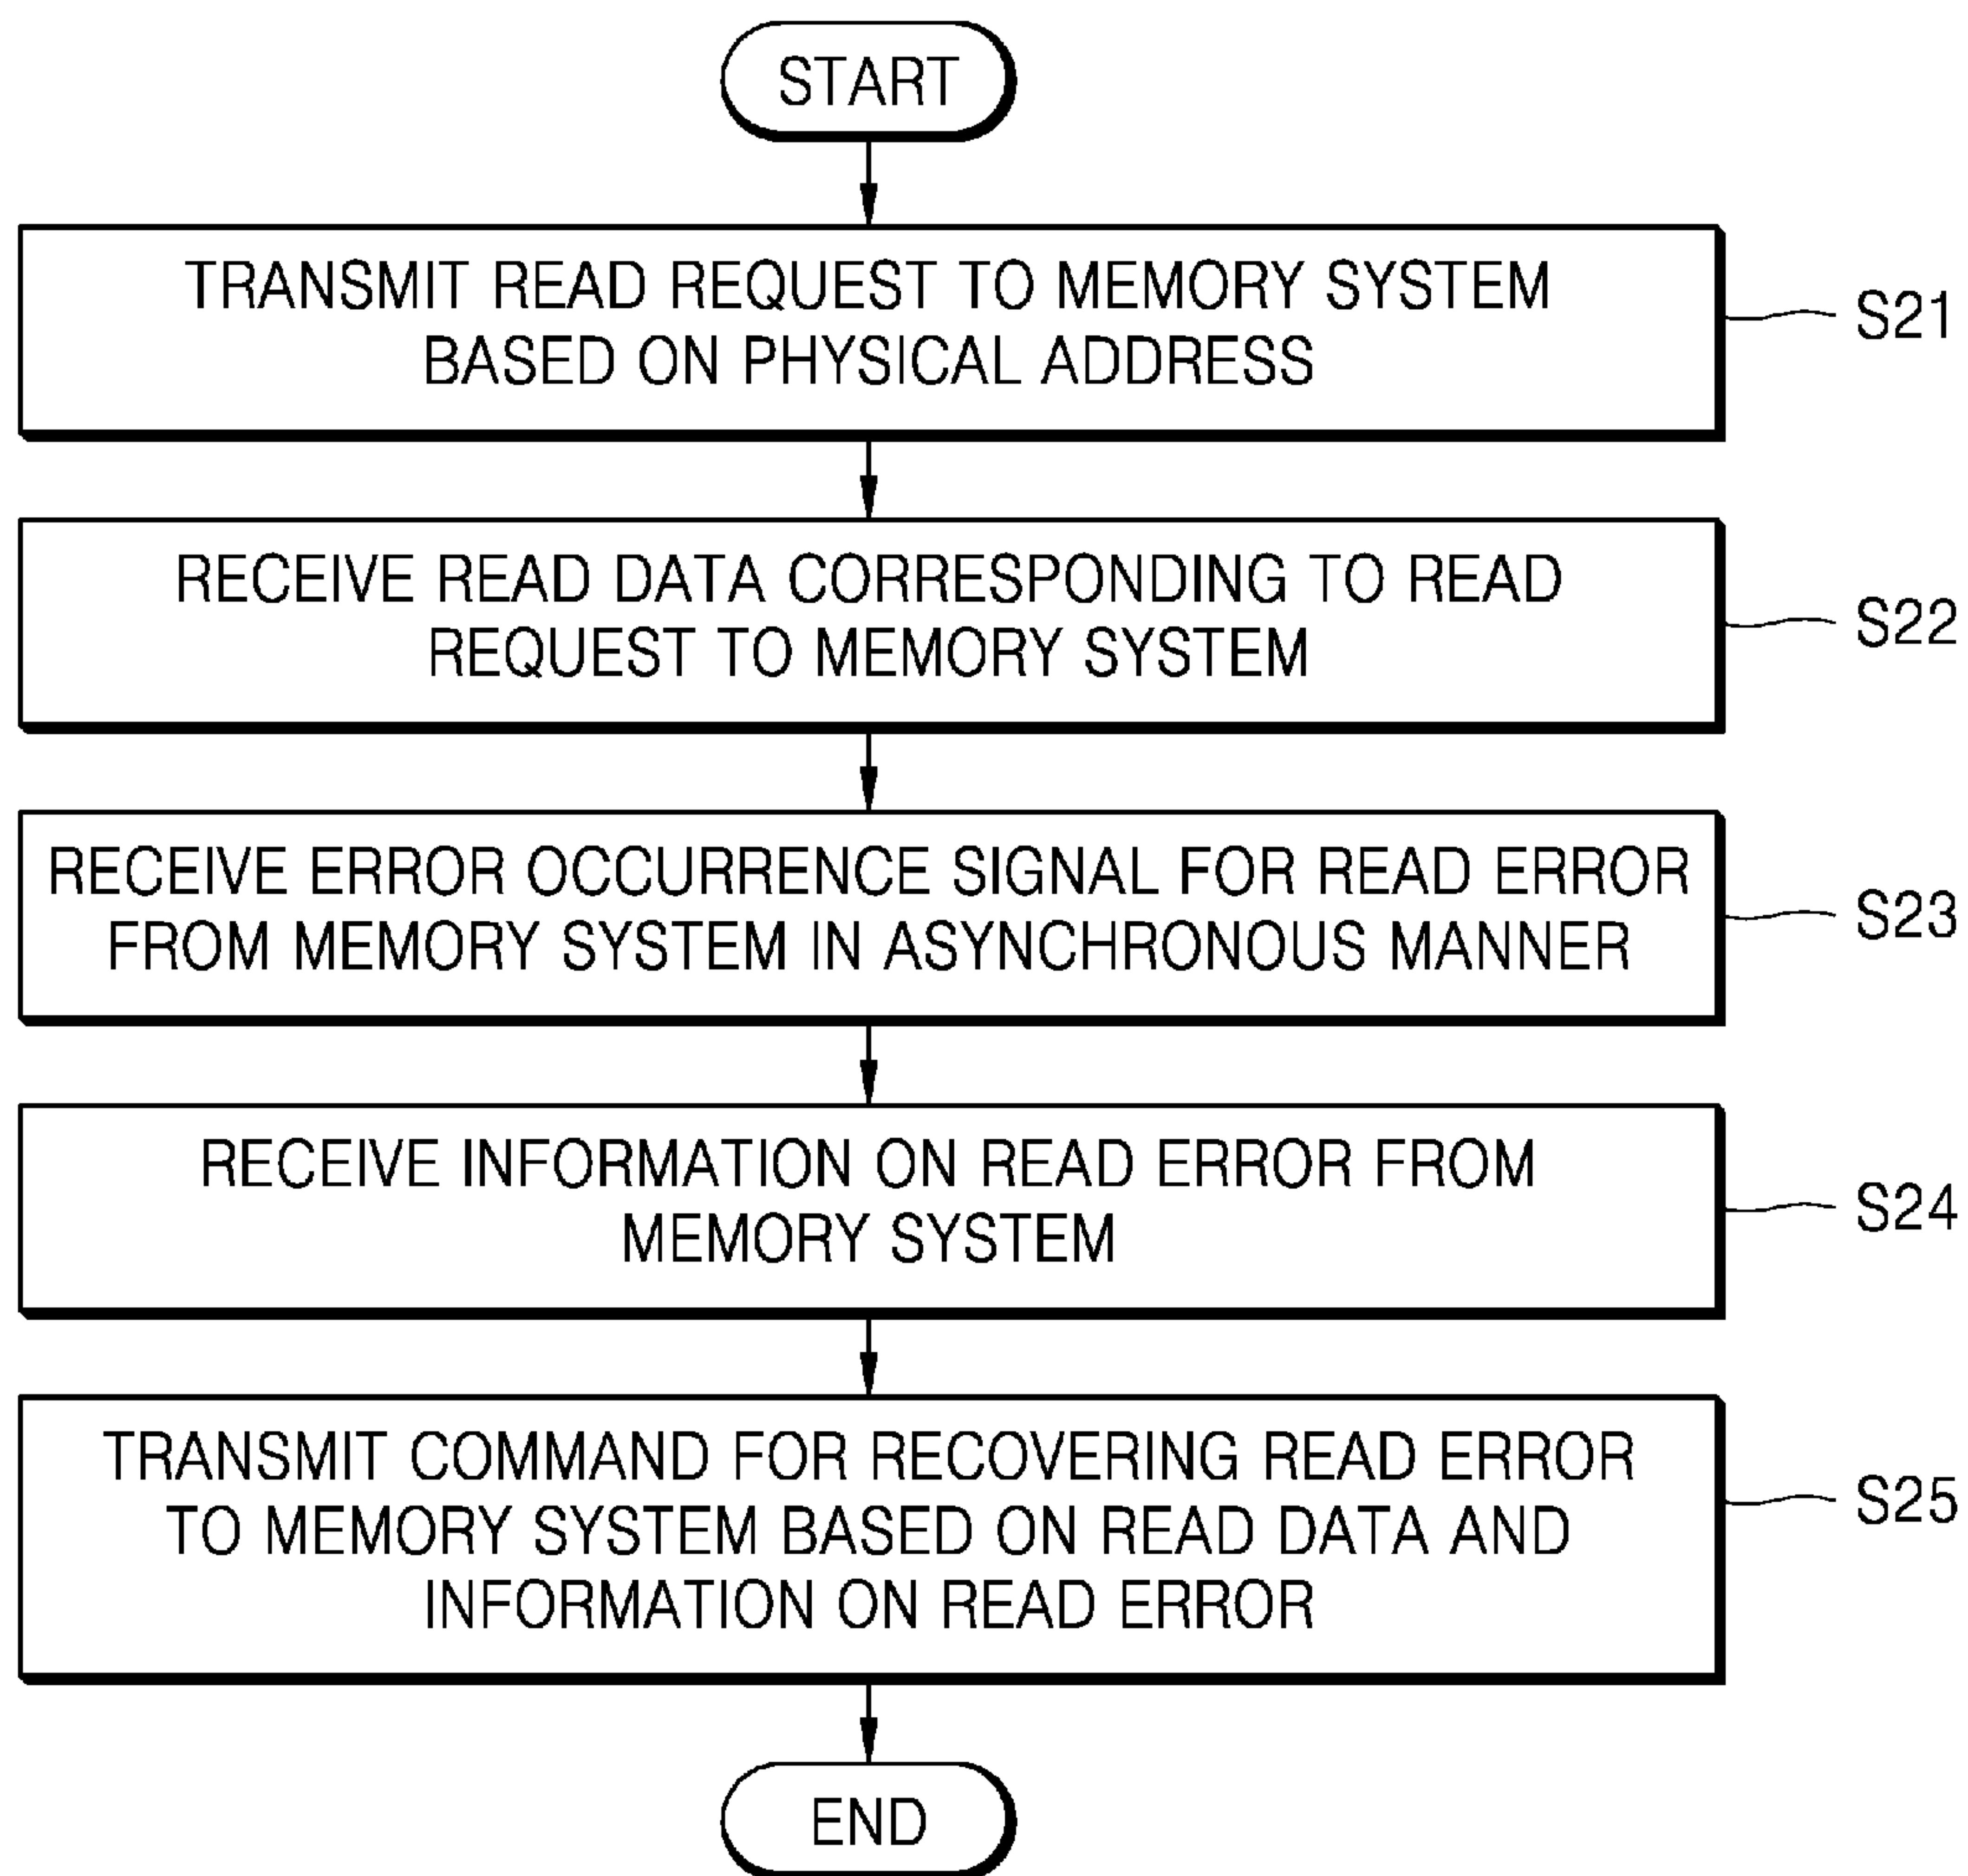 START
TRANSMIT READ REQUEST TO MEMORY SYSTEM
BASED ON PHYSICAL ADDRESS
S21
RECEIVE READ DATA CORRESPONDING TO READ
REQUEST TO MEMORY SYSTEM
S22
RECEIVE ERROR OCCURRENCE SIGNAL FOR READ ERROR
FROM MEMORY SYSTEM IN ASYNCHRONOUS MANNER
S23
RECEIVE INFORMATION ON READ ERROR FROM
MEMORY SYSTEM
S24
TRANSMIT COMMAND FOR RECOVERING READ ERROR
TO MEMORY SYSTEM BASED ON READ DATA AND
INFORMATION ON READ ERROR
S25
END